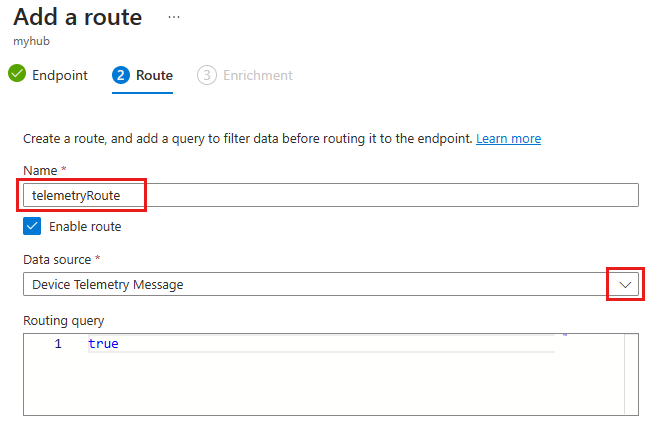 Add a route ...
myhub
Endpoint 2 Route 3 Enrichment
Create a route, and add a query to filter data before routing it to the endpoint. Learn more
Name *
telemetryRoute
Enable route
Data source *
Device Telemetry Message
Routing query
1 true